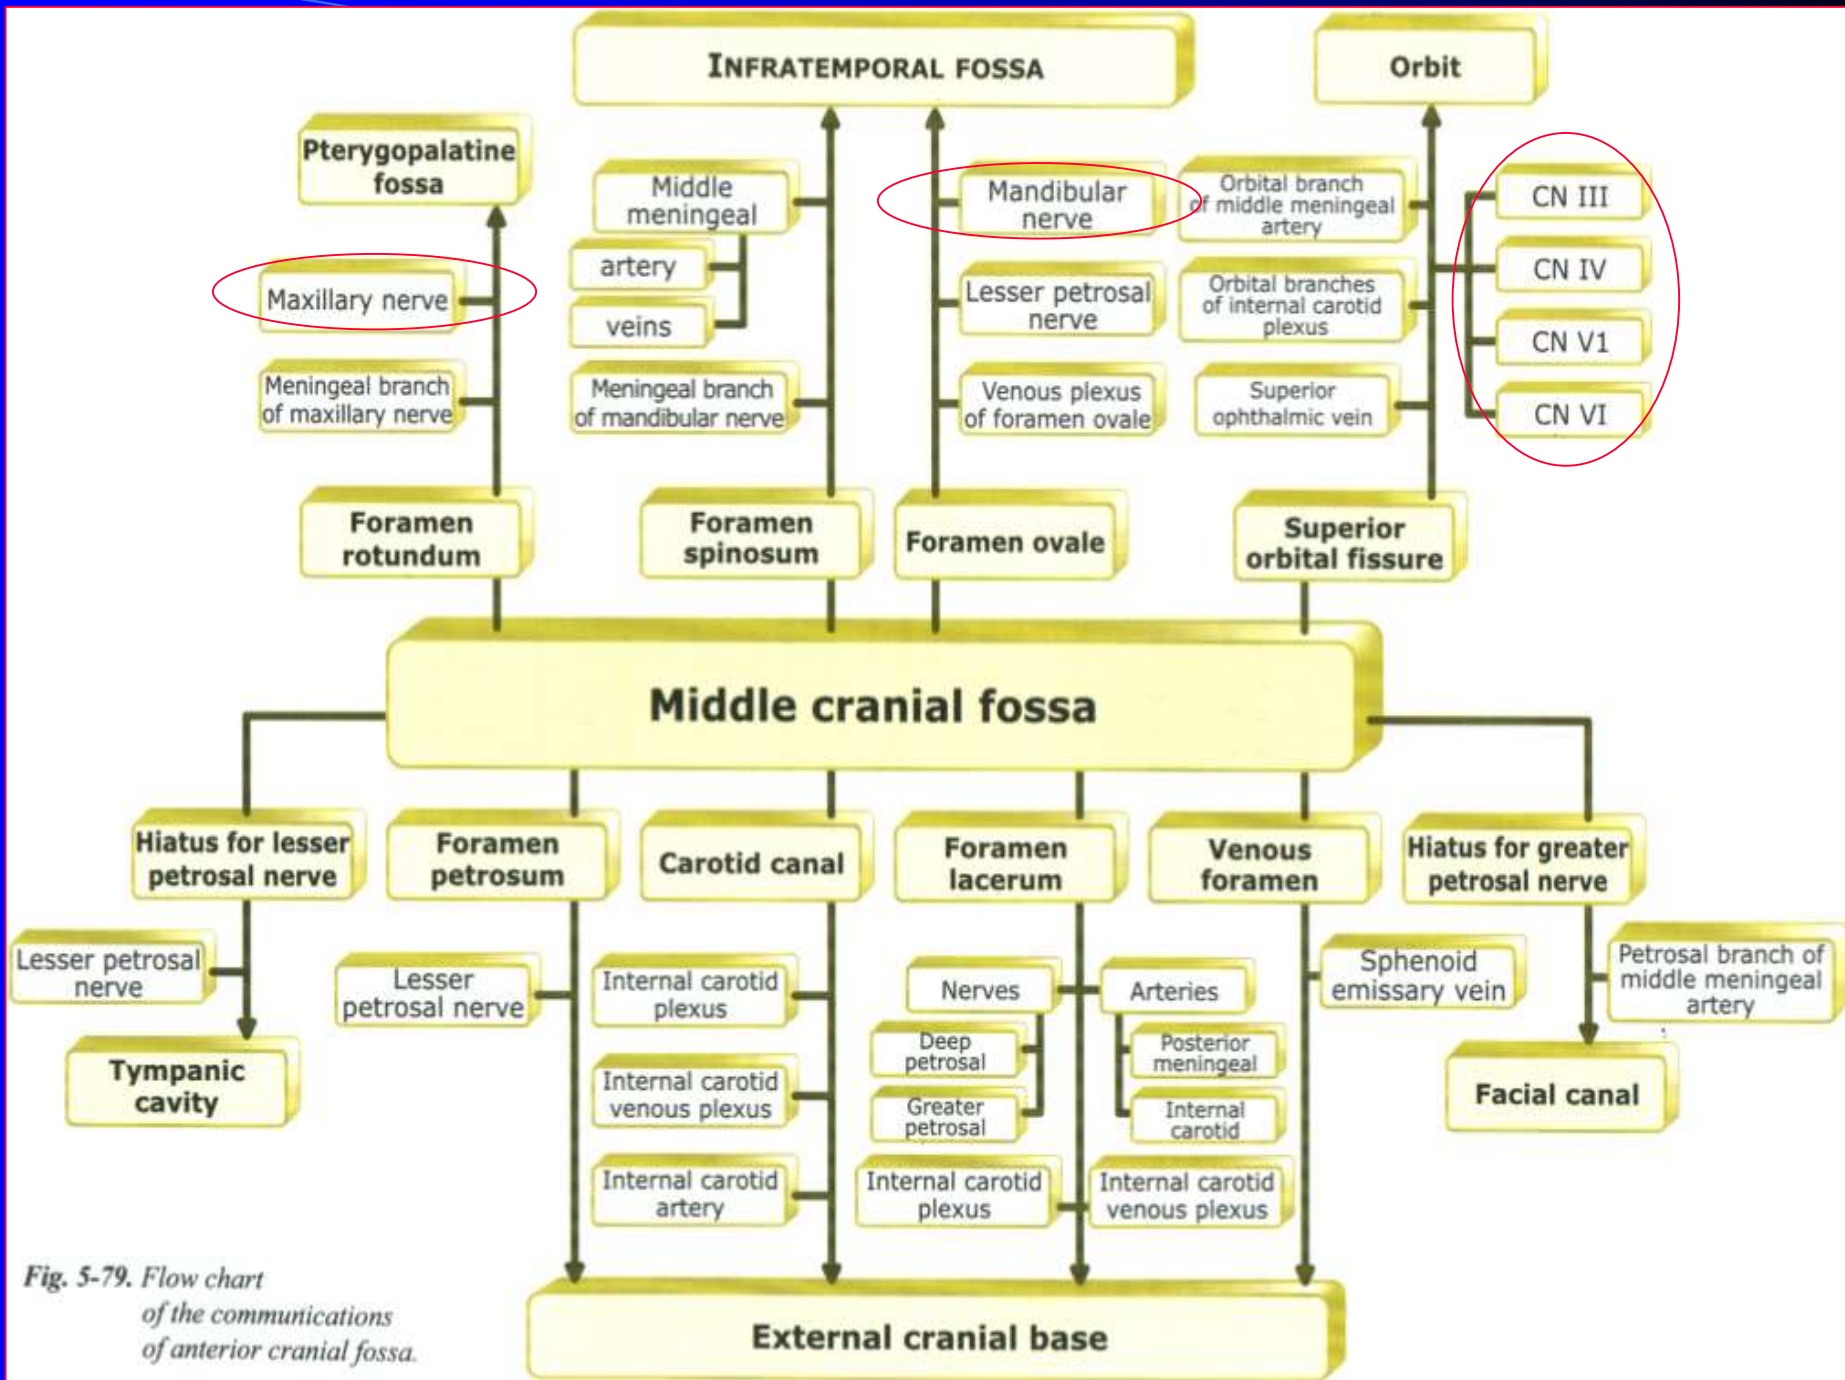 INFRATEMPORAL FOSSA
Orbit
Pterygopalatine
fossa
Maxillary nerve
Meningeal branch
of maxillary nerve
Middle
meningeal
artery
veins
Meningeal branch
of mandibular nerve
Mandibular
nerve
Lesser petrosal
nerve
Venous plexus
of foramen ovale
Orbital branch
of middle meningeal
artery
Orbital branches
of internal carotid
plexus
Superior
ophthalmic vein
CN III
CN IV
CN V1
CN VI
Foramen
rotundum
Foramen
spinosum
Foramen ovale
Superior
orbital fissure
Middle cranial fossa
Hiatus for lesser
petrosal nerve
Foramen
petrosum
Carotid canal
Foramen
lacerum
Venous
foramen
Hiatus for greater
petrosal nerve
Lesser petrosal
nerve
Tympanic
cavity
Lesser
petrosal nerve
Internal carotid
plexus
Internal carotid
venous plexus
Internal carotid
artery
Nerves
Deep
petrosal
Greater
petrosal
Internal carotid
plexus
Arteries
Posterior
meningeal
Internal
carotid
Internal carotid
venous plexus
Sphenoid
emissary vein
Petrosal branch of
middle meningeal
artery
Facial canal
External cranial base
Fig. 5-79. Flow chart
of the communications
of anterior cranial fossa.